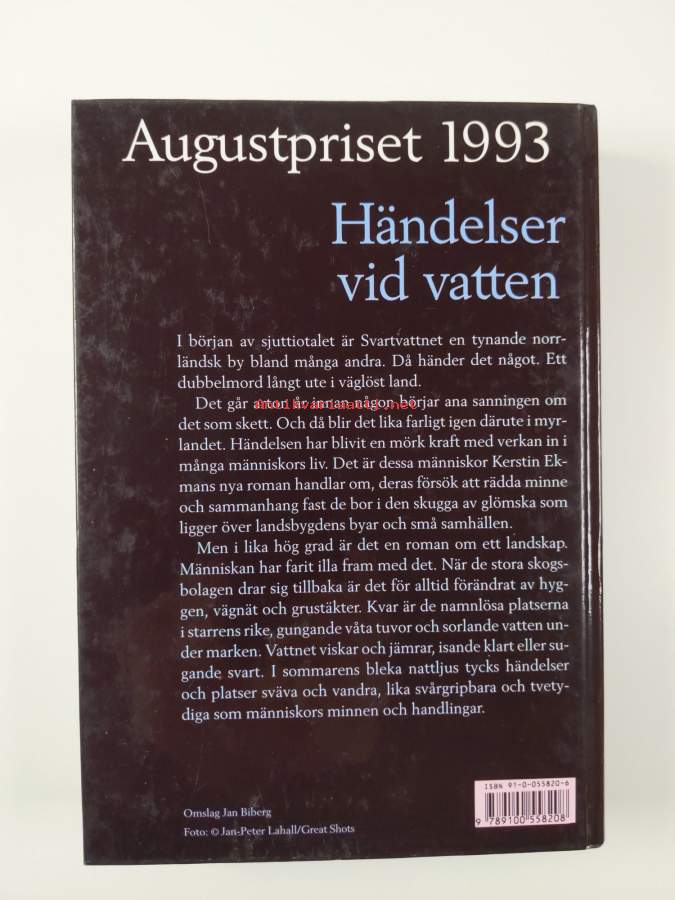 Augustpriset 1993
Händelser
vid vatten
I början av sjuttiotalet är Svartvattnet en tynande norr-
ländsk by bland många andra. Då händer det något. Ett
dubbelmord långt ute i väglöst land.
Det går arton år innan någon börjar ana sanningen om
Antikvariaatti.net
det som skett. Och då blir det lika farligt igen därute i myr-
landet. Händelsen har blivit en mörk kraft med verkan in i
många människors liv. Det är dessa människor Kerstin Ek-
mans nya roman handlar om, deras försök att rädda minne
och sammanhang fast de bor i den skugga av glömska som
ligger över landsbygdens byar och små samhällen.
Men i lika hög grad är det en roman om ett landskap.
Människan har farit illa fram med det. När de stora skogs-
bolagen drar sig tillbaka är det för alltid förändrat av hyg-
gen, vägnät och grustäkter. Kvar är de namnlösa platserna
i starrens rike, gungande våta tuvor och sorlande vatten un-
der marken. Vattnet viskar och jämrar, isande klart eller su-
gande svart. I sommarens bleka nattljus tycks händelser
och platser sväva och vandra, lika svårgripbara och tvety-
diga som människors minnen och handlingar.
ISBN 91-0-055820-6
9 789100 558208
Omslag Jan Biberg
Foto: © Jan-Peter Lahall/Great Shots